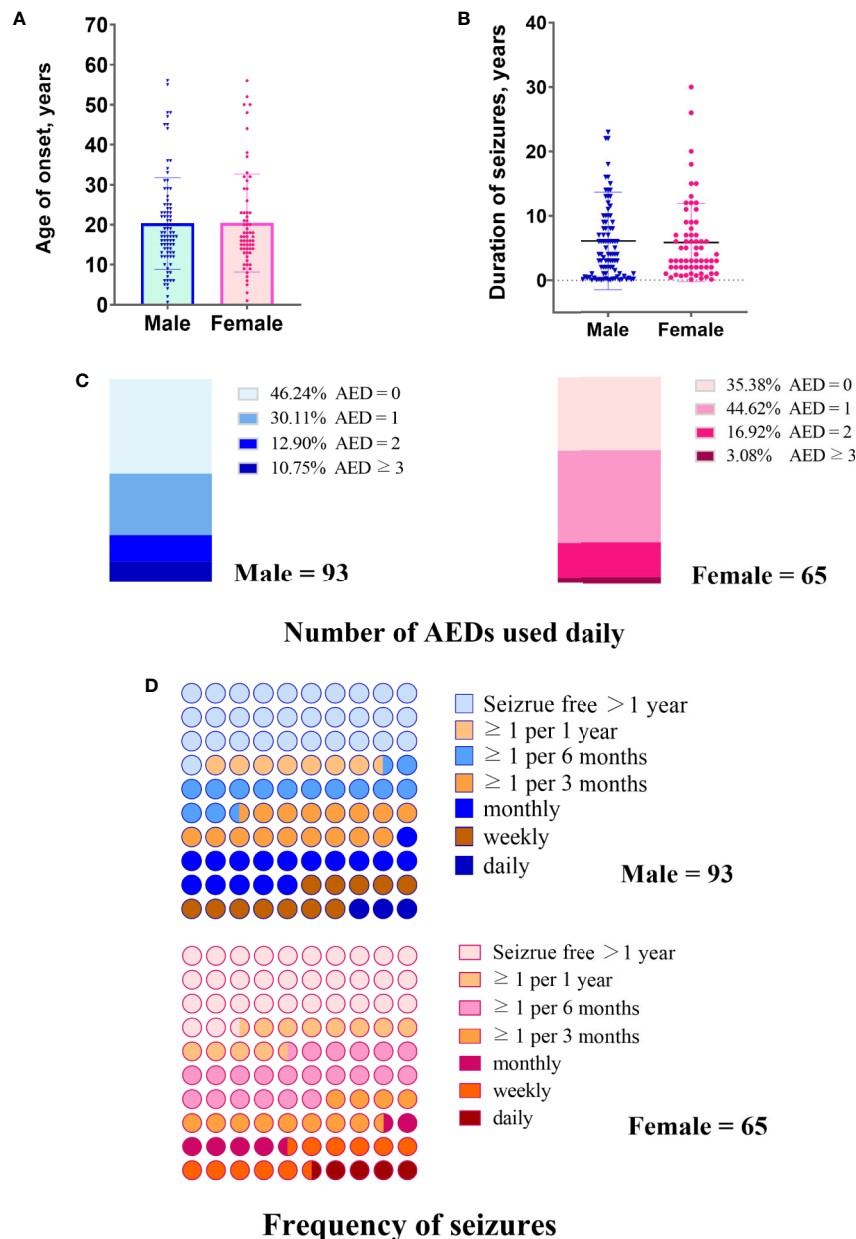 A
Age of onset, years
70
60
50
40
30
20
10
0
Male Female
B
Duration of seizures, years
40
30
20
10
0
Male Female
C
46.24% AED = 0
30.11% AED = 1
12.90% AED = 2
10.75% AED ≥ 3
Male = 93
35.38% AED = 0
44.62% AED = 1
16.92% AED = 2
3.08% AED ≥ 3
Female = 65
Number of AEDs used daily
D
Seizrue free > 1 year
≥ 1 per 1 year
≥ 1 per 6 months
≥ 1 per 3 months
monthly
weekly
daily
Male = 93
Seizrue free > 1 year
≥ 1 per 1 year
≥ 1 per 6 months
≥ 1 per 3 months
monthly
weekly
daily
Female = 65
Frequency of seizures